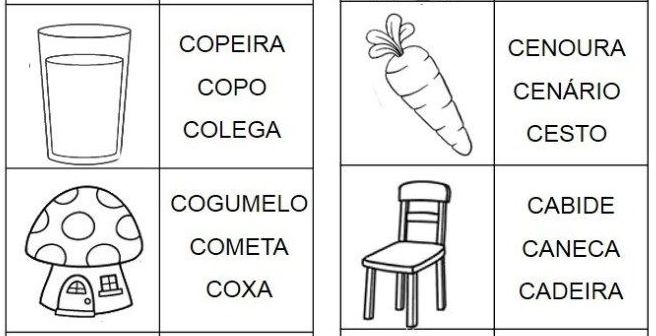 COPEIRA
COPO
COLEGA
CENOURA
CENÁRIO
CESTO
COGUMELO
COMETA
COXA
CABIDE
CANECA
CADEIRA